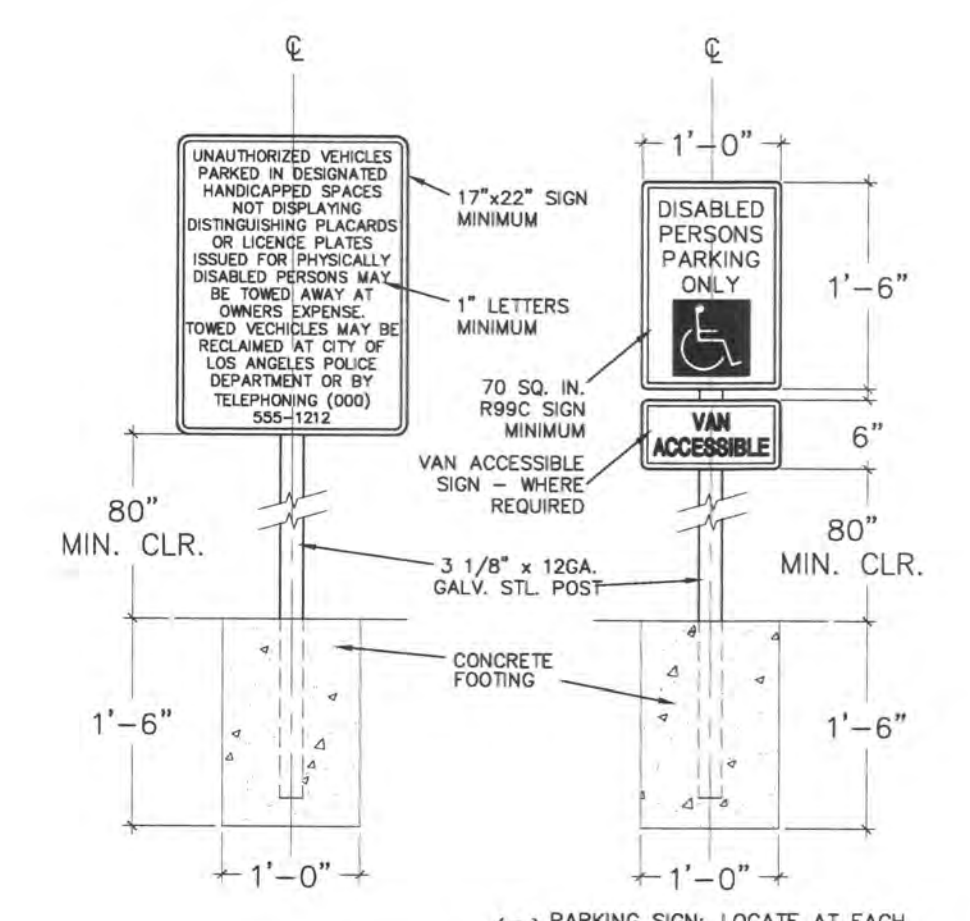 ℄
UNAUTHORIZED VEHICLES
PARKED IN DESIGNATED
HANDICAPPED SPACES
NOT DISPLAYING
DISTINGUISHING PLACARDS
OR LICENCE PLATES
ISSUED FOR PHYSICALLY
DISABLED PERSONS MAY
BE TOWED AWAY AT
OWNERS EXPENSE.
TOWED VECHICLES MAY BE
RECLAIMED AT CITY OF
LOS ANGELES POLICE
DEPARTMENT OR BY
TELEPHONING (000)
555-1212
17"x22" SIGN
MINIMUM
1" LETTERS
MINIMUM
80"
MIN. CLR.
1'-6"
1'-0"
℄
1'-0"
DISABLED
PERSONS
PARKING
ONLY
1'-6"
70 SQ. IN.
R99C SIGN
MINIMUM
VAN
ACCESSIBLE
6"
VAN ACCESSIBLE
SIGN - WHERE
REQUIRED
3 1/8" x 12GA.
GALV. STL. POST
80"
MIN. CLR.
CONCRETE
FOOTING
1'-6"
1'-0"
PARKING SIGN: LOCATE AT EACH